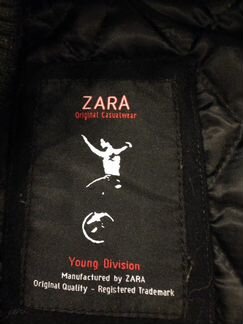 ZARA
Original Casualwear
Young Division
Manufactured by ZARA
Original Quality - Registered Trademark